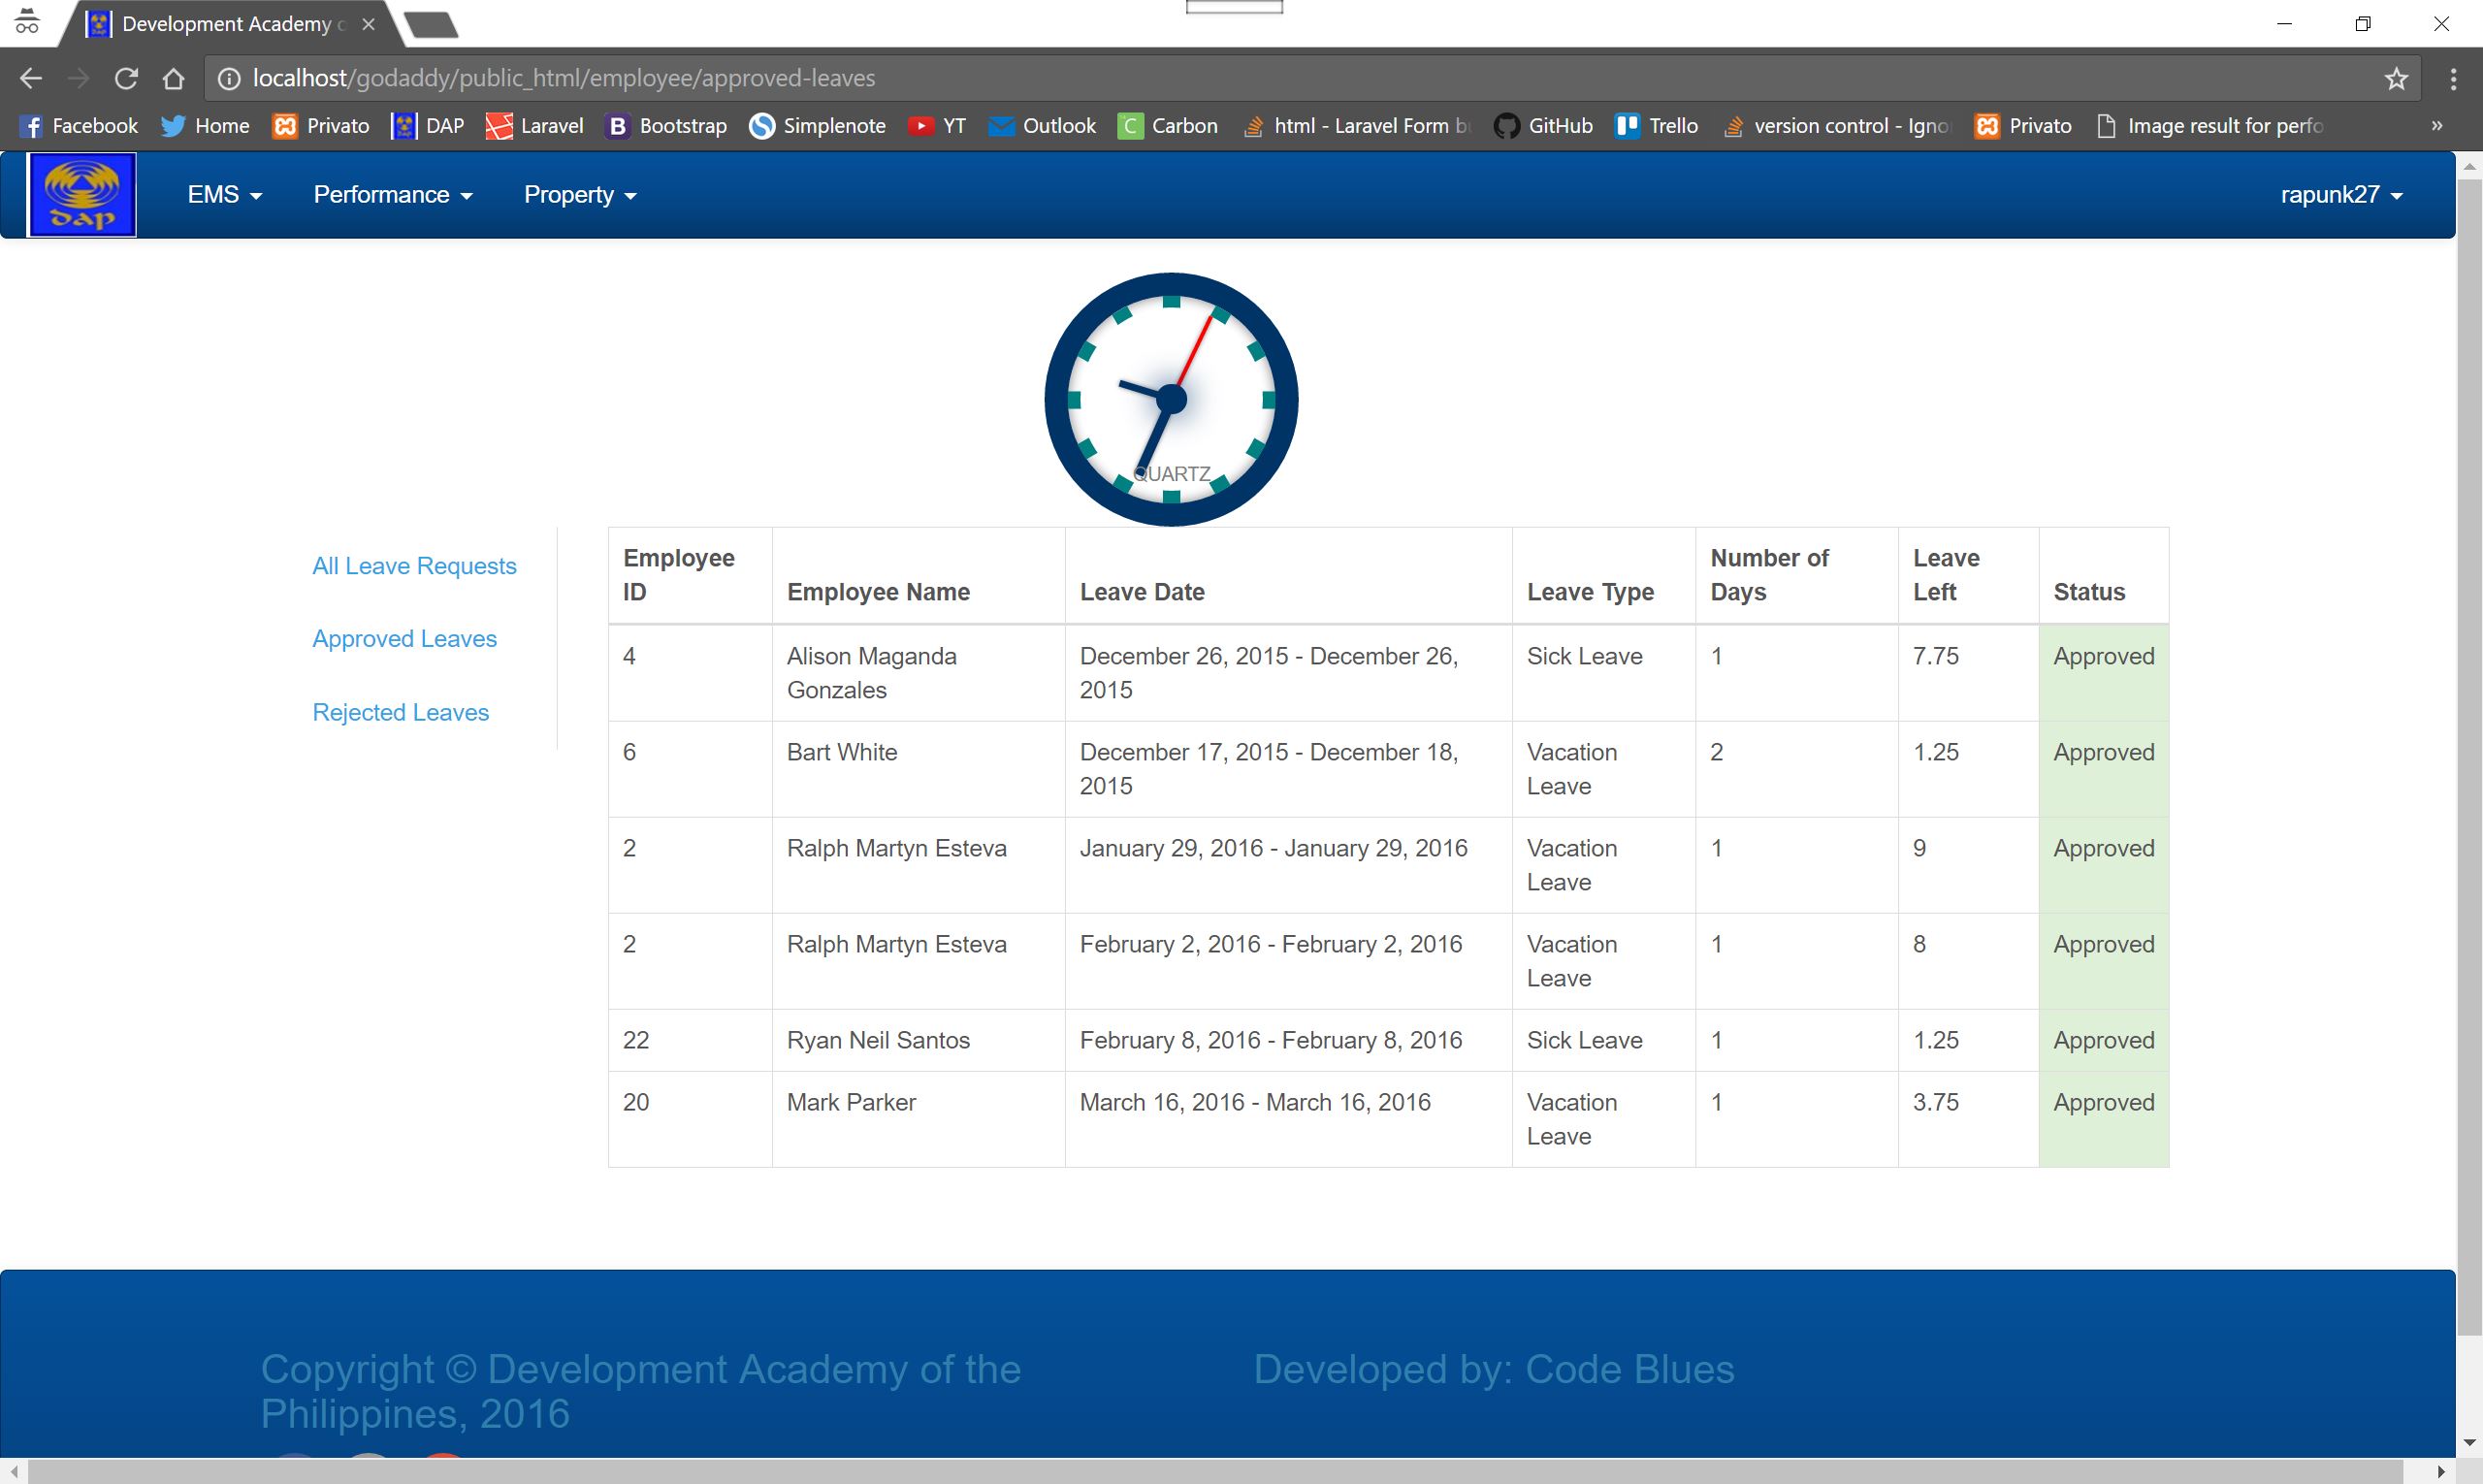 Development Academy
localhost/godaddy/public_html/employee/approved-leaves
Facebook Home Privato DAP Laravel Bootstrap Simplenote YT Outlook Carbon html - Laravel Form GitHub Trello version control - Privato Image result for
dap EMS Performance Property rapunk27
QUARTZ
All Leave Requests
Approved Leaves
Rejected Leaves
Employee
ID Employee Name Leave Date Leave Type Number of
Days Leave
Left Status
4 Alison Maganda
Gonzales December 26, 2015 - December 26,
2015 Sick Leave 1 7.75 Approved
6 Bart White December 17, 2015 - December 18,
2015 Vacation
Leave 2 1.25 Approved
2 Ralph Martyn Esteva January 29, 2016 - January 29, 2016 Vacation
Leave 1 9 Approved
2 Ralph Martyn Esteva February 2, 2016 - February 2, 2016 Vacation
Leave 1 8 Approved
22 Ryan Neil Santos February 8, 2016 - February 8, 2016 Sick Leave 1 1.25 Approved
20 Mark Parker March 16, 2016 - March 16, 2016 Vacation
Leave 1 3.75 Approved
Copyright © Development Academy of the
Philippines, 2016
Developed by: Code Blues